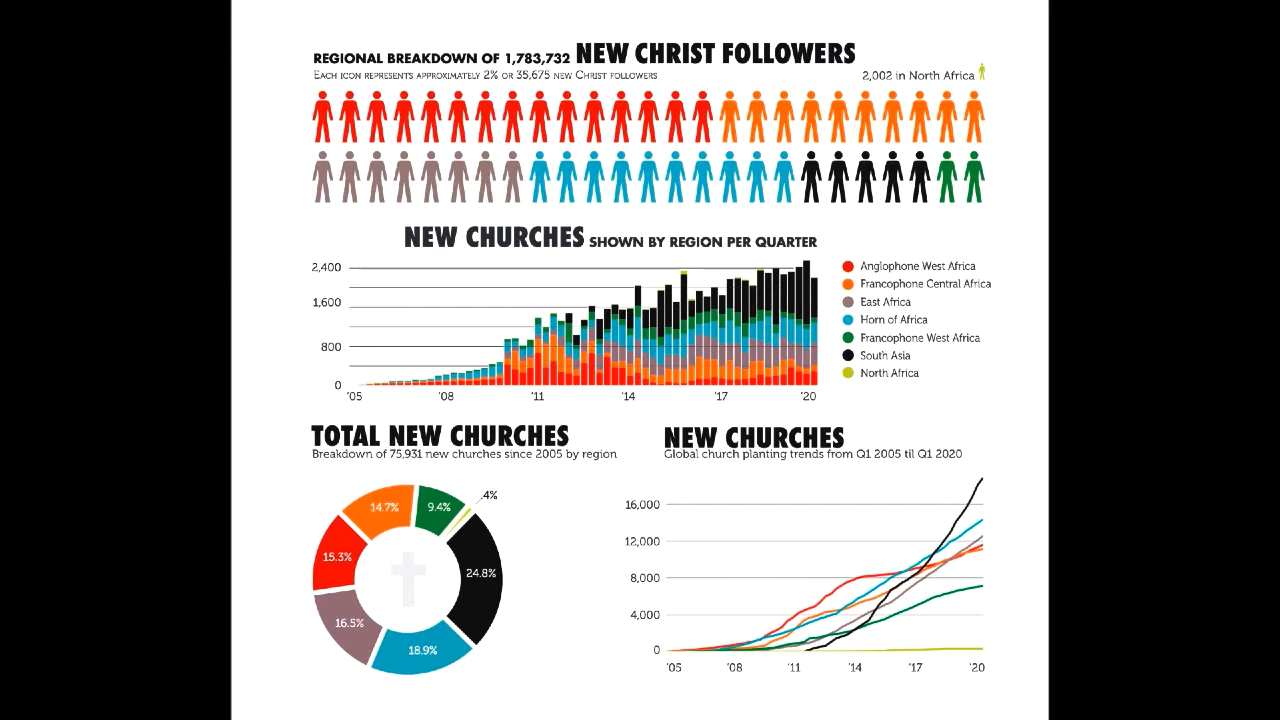 REGIONAL BREAKDOWN OF 1,783,732 NEW CHRIST FOLLOWERS
EACH ICON REPRESENTS APPROXIMATELY 2% OR 35,675 NEW CHRIST FOLLOWERS
2,002 in North Africa
NEW CHURCHES SHOWN BY REGION PER QUARTER
2,400
1,600
800
0
'05 '08 '11 '14 '17 '20
Anglophone West Africa
Francophone Central Africa
East Africa
Horn of Africa
Francophone West Africa
South Asia
North Africa
TOTAL NEW CHURCHES
Breakdown of 75,931 new churches since 2005 by region
14.7%
9.4%
.4%
15.3%
24.8%
16.5%
18.9%
NEW CHURCHES
Global church planting trends from Q1 2005 til Q1 2020
16,000
12,000
8,000
4,000
0
'05 '08 '11 '14 '17 '20